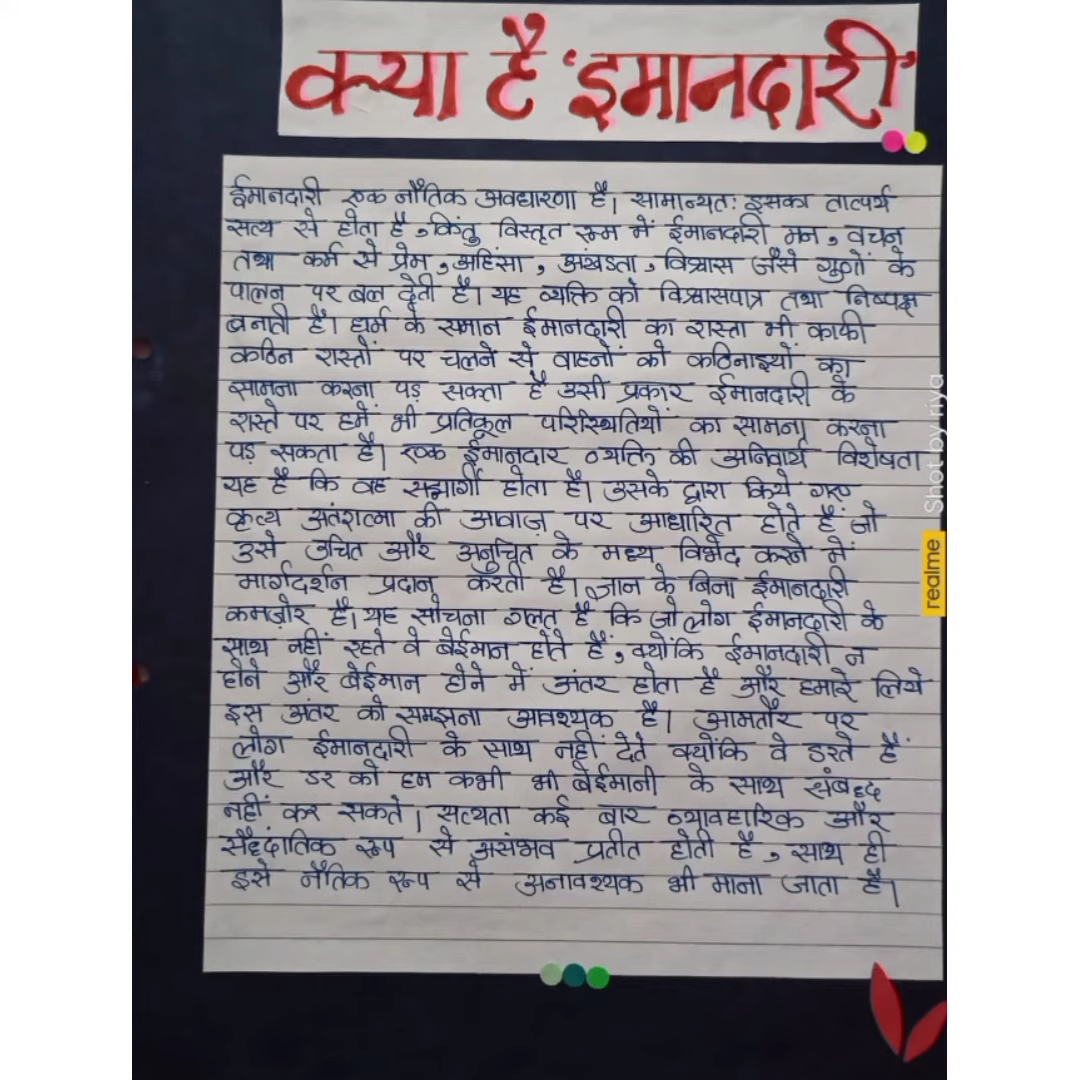 क्या है 'इमानदारी'
ईमानदारी एक नौतिक अवधारणा है। सामान्यतः इसका तात्पर्य
सत्य से होता है, किंतु विस्तृत रूप में ईमानदारी मन, वचन
तथा कर्म से प्रेम, अहिंसा, अखंडता, विश्वास जैसे गुणों के
पालन पर बल देती है। यह व्यक्ति को विश्वासपात्र तथा निष्पक्ष
बनाती है। धर्म के समान ईमानदारी का रास्ता भी काफी
कठिन रास्तों पर चलने से वाहनों को कठिनाइयों का
सामना करना पड़ सकता है उसी प्रकार ईमानदारी के
रास्ते पर हमें भी प्रतिकूल परिस्थितियों का सामना करना
पड़ सकता है। एक ईमानदार व्यक्ति की अनिवार्य विशेषता
यह है कि वह सन्मार्गी होता है। उसके द्वारा किये गए
कृत्य अंतरात्मा की आवाज़ पर आधारित होते हैं जो
उसे उचित और अनुचित के मध्य विभेद करने में
मार्गदर्शन प्रदान करती है। ज्ञान के बिना ईमानदारी
कमज़ोर है। यह सोचना गलत है कि जो लोग ईमानदारी के
साथ नहीं रहते वे बेईमान होते हैं, क्योंकि ईमानदारी न
होने और बेईमान होने में अंतर होता है और हमारे लिये
इस अंतर को समझना आवश्यक है। आमतौर पर
लोग ईमानदारी के साथ नहीं देते क्योंकि वे डरते हैं
और डर को हम कभी भी बेईमानी के साथ संबद्द
नहीं कर सकते। सत्यता कई बार व्यावहारिक और
सैद्दांतिक रूप से असंभव प्रतीत होती है, साथ ही
इसे नैतिक रूप से अनावश्यक भी माना जाता है।
realme Shot by riya